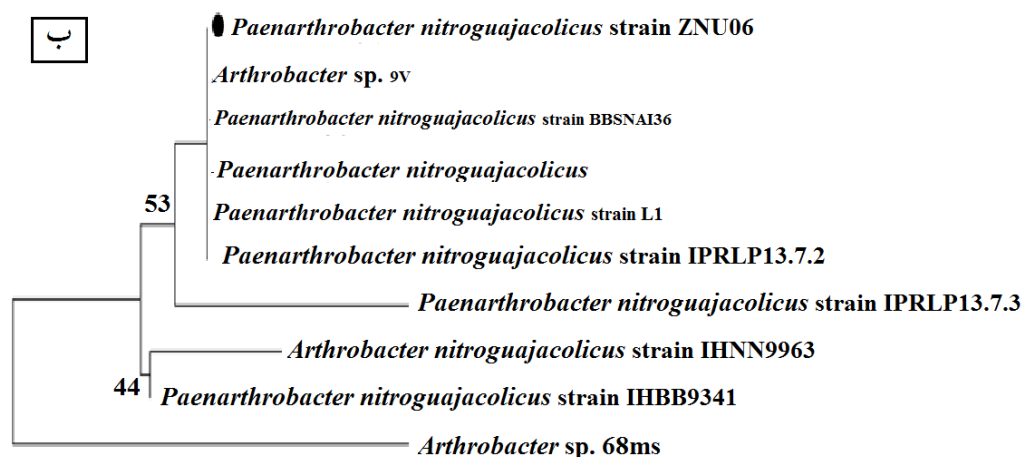 ب
Paenarthrobacter nitroguajacolicus strain ZNU06
Arthrobacter sp. 9V
Paenarthrobacter nitroguajacolicus strain BBSNAI36
Paenarthrobacter nitroguajacolicus
53
Paenarthrobacter nitroguajacolicus strain L1
Paenarthrobacter nitroguajacolicus strain IPRLP13.7.2
Paenarthrobacter nitroguajacolicus strain IPRLP13.7.3
Arthrobacter nitroguajacolicus strain IHNN9963
44
Paenarthrobacter nitroguajacolicus strain IHBB9341
Arthrobacter sp. 68ms